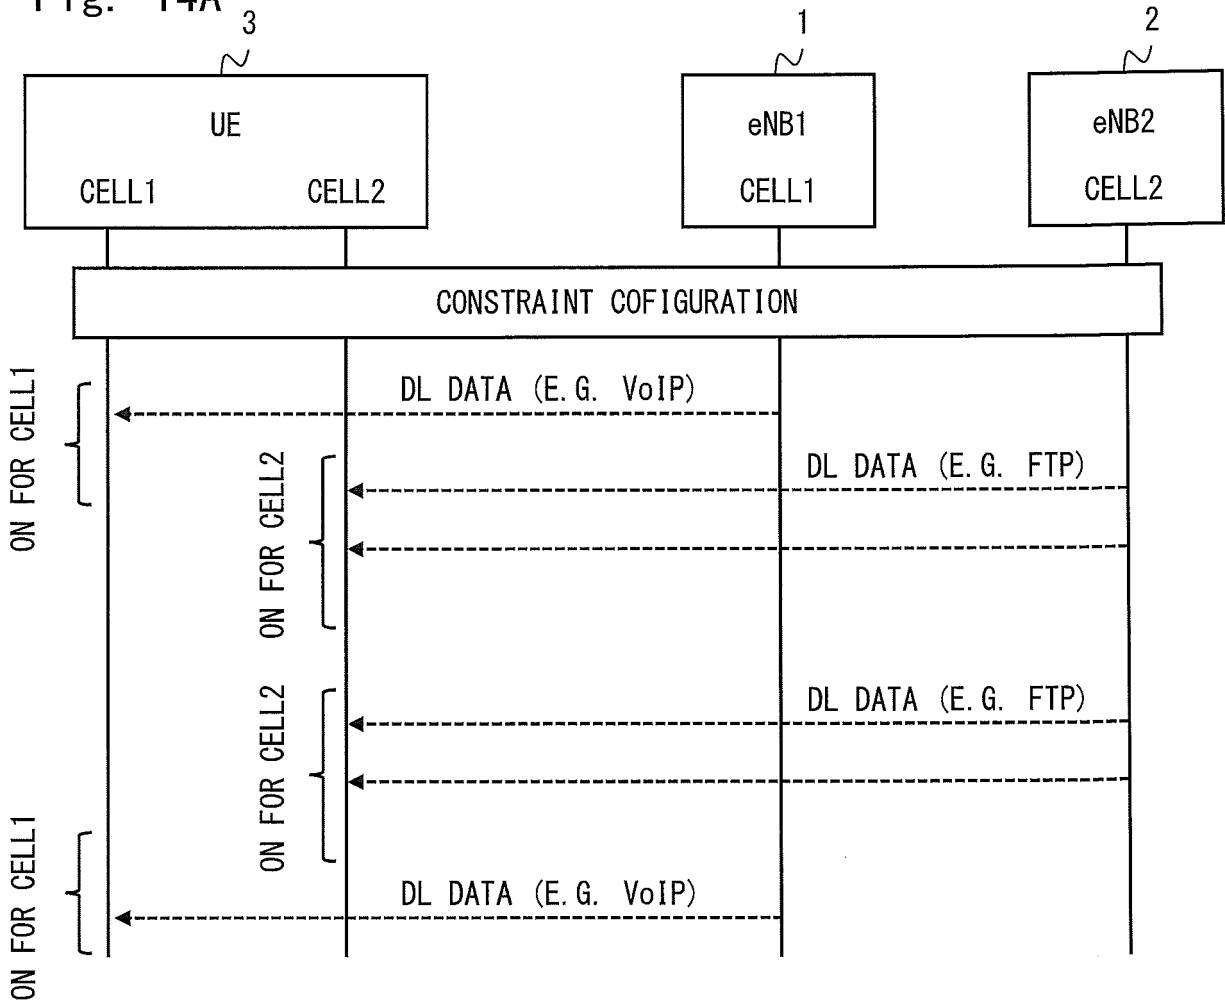 Fig. 14A
3
1
2
UE
CELL1 CELL2
eNB1
CELL1
eNB2
CELL2
CONSTRAINT COFIGURATION
ON FOR CELL1
DL DATA (E.G. VoIP)
ON FOR CELL2
DL DATA (E.G. FTP)
ON FOR CELL2
DL DATA (E.G. FTP)
ON FOR CELL1
DL DATA (E.G. VoIP)